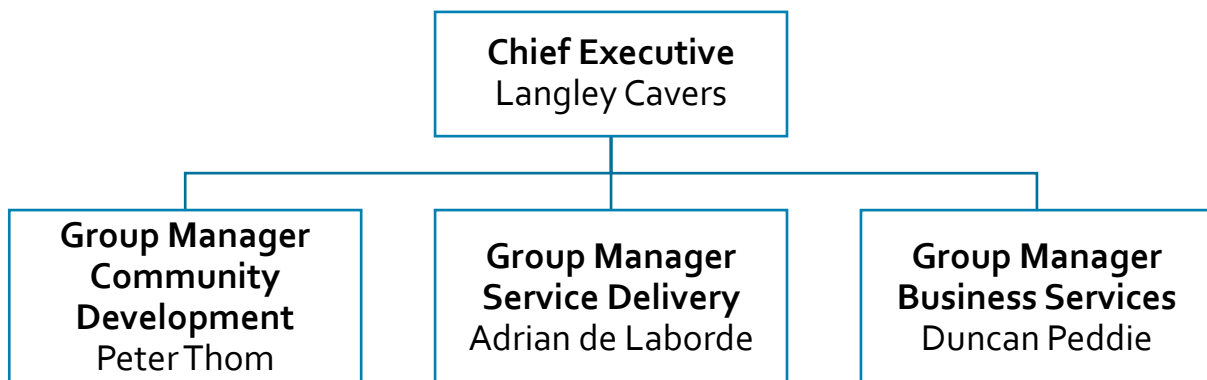 Chief Executive
Langley Cavers
Group Manager
Community
Development
Peter Thom
Group Manager
Service Delivery
Adrian de Laborde
Group Manager
Business Services
Duncan Peddie